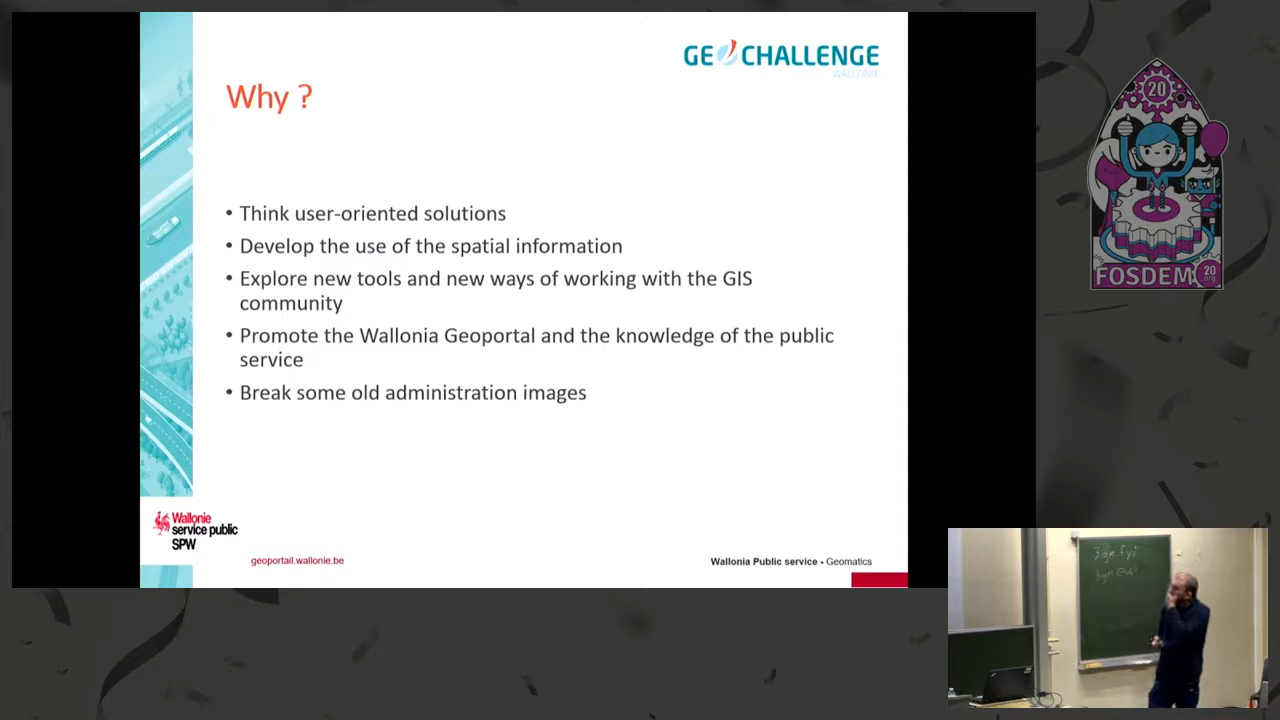 GEOCHALLENGE
WALLONIE
Why ?
• Think user-oriented solutions
• Develop the use of the spatial information
• Explore new tools and new ways of working with the GIS
community
• Promote the Wallonia Geoportal and the knowledge of the public
service
• Break some old administration images
Wallonie
service public
SPW
geoportail.wallonie.be
Wallonia Public service - Geomatics
20
FOSDEM
20
.org